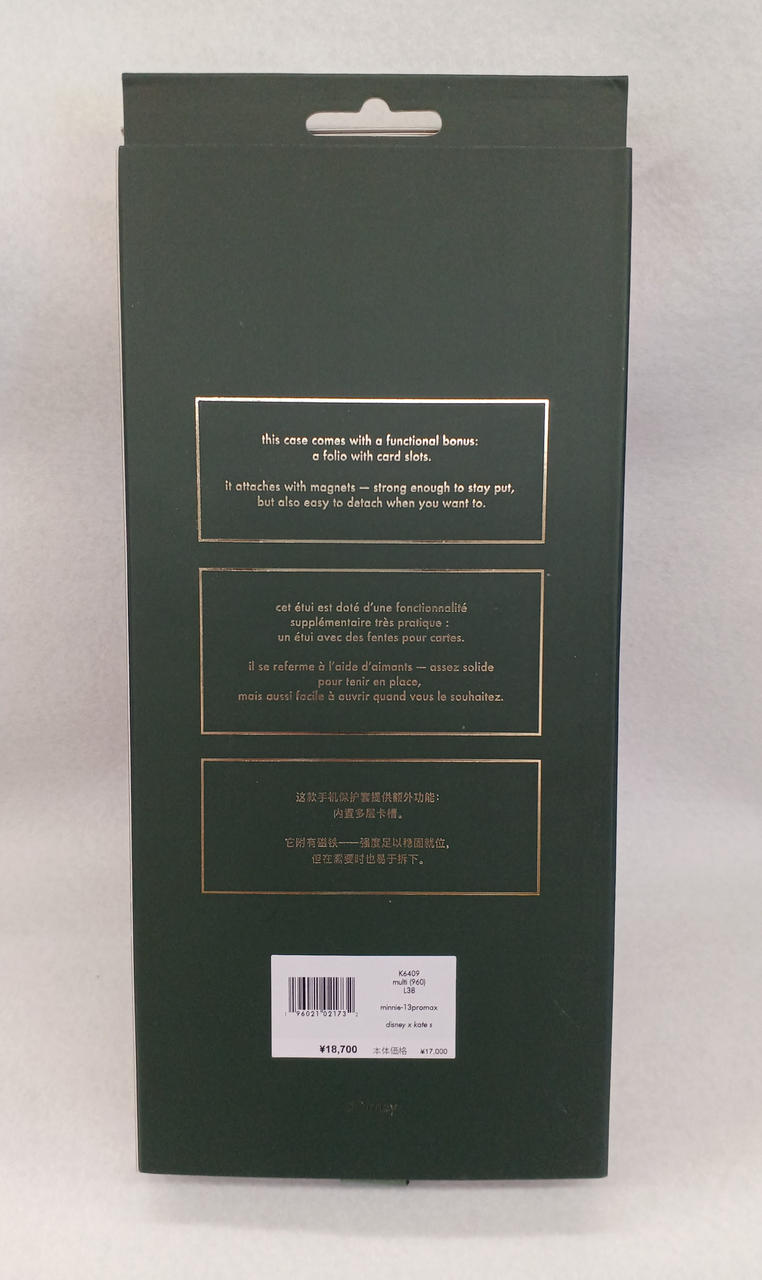 this case comes with a functional bonus:
a folio with card slots.
it attaches with magnets — strong enough to stay put,
but also easy to detach when you want to.
cet étui est doté d'une fonctionnalité
supplémentaire très pratique :
un étui avec des fentes pour cartes.
il se referme à l'aide d'aimants — assez solide
pour tenir en place,
mais aussi facile à ouvrir quand vous le souhaitez.
这款手机保护套提供额外功能：
内置多层卡槽。
它附有磁铁——强度足以稳固就位，
但在需要时也易于拆下。
K6409
multi (960)
L3B
minnie-13promax
disney x kate s
1 96021 02173 2
¥18,700 本体価格 ¥17,000